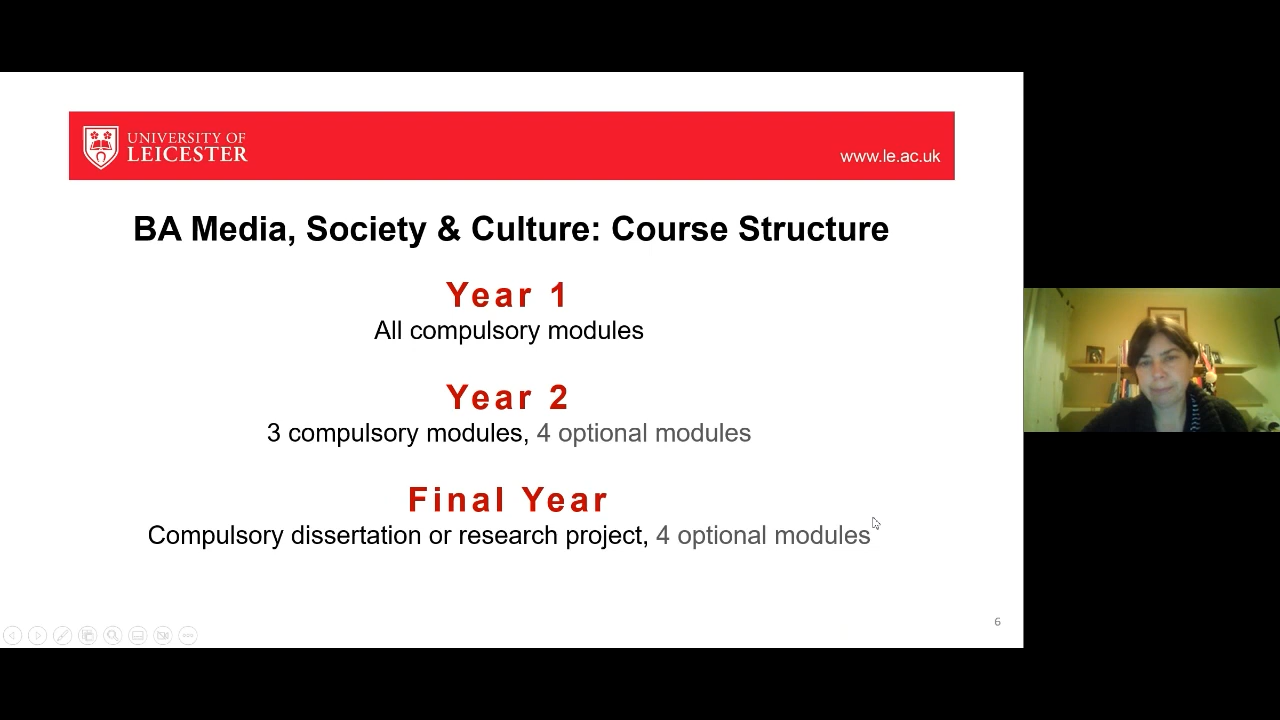 UNIVERSITY OF
LEICESTER
www.le.ac.uk
BA Media, Society & Culture: Course Structure
Year 1
All compulsory modules
Year 2
3 compulsory modules, 4 optional modules
Final Year
Compulsory dissertation or research project, 4 optional modules
6